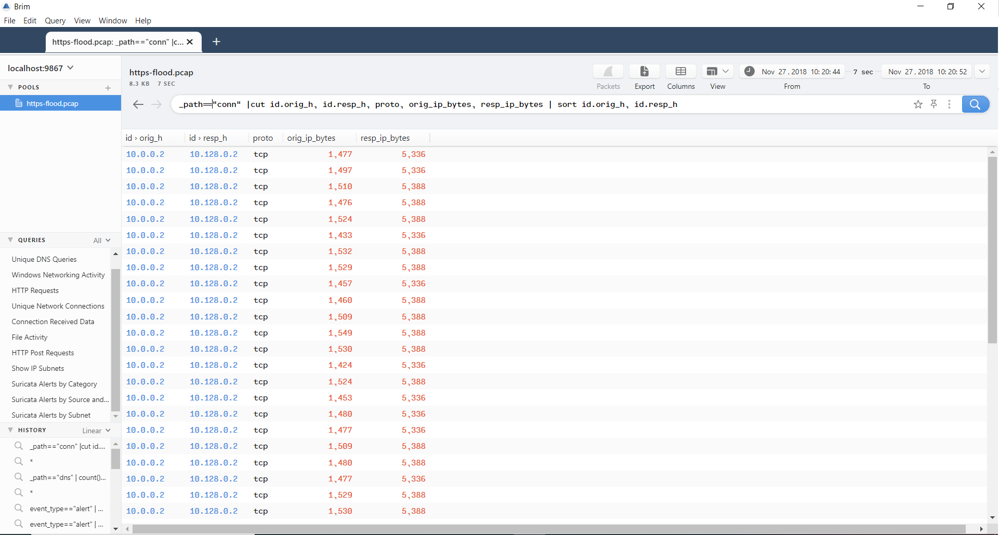 Brim
File Edit Query View Window Help
https-flood.pcap: _path=="conn" |c... ✕ +
localhost:9867
POOLS +
https-flood.pcap
https-flood.pcap
8.3 KB 7 SEC
Packets Export Columns View
Nov 27, 2018 10:20:44 7 sec Nov 27, 2018 10:20:52
From To
_path=="conn" |cut id.orig_h, id.resp_h, proto, orig_ip_bytes, resp_ip_bytes | sort id.orig_h, id.resp_h
id › orig_h id › resp_h proto orig_ip_bytes resp_ip_bytes
10.0.0.2 10.128.0.2 tcp 1,477 5,336
10.0.0.2 10.128.0.2 tcp 1,497 5,336
10.0.0.2 10.128.0.2 tcp 1,510 5,388
10.0.0.2 10.128.0.2 tcp 1,476 5,388
10.0.0.2 10.128.0.2 tcp 1,524 5,388
10.0.0.2 10.128.0.2 tcp 1,433 5,336
10.0.0.2 10.128.0.2 tcp 1,532 5,388
10.0.0.2 10.128.0.2 tcp 1,529 5,388
10.0.0.2 10.128.0.2 tcp 1,457 5,336
10.0.0.2 10.128.0.2 tcp 1,460 5,388
10.0.0.2 10.128.0.2 tcp 1,509 5,388
10.0.0.2 10.128.0.2 tcp 1,549 5,388
10.0.0.2 10.128.0.2 tcp 1,530 5,388
10.0.0.2 10.128.0.2 tcp 1,424 5,336
10.0.0.2 10.128.0.2 tcp 1,524 5,388
10.0.0.2 10.128.0.2 tcp 1,453 5,336
10.0.0.2 10.128.0.2 tcp 1,480 5,336
10.0.0.2 10.128.0.2 tcp 1,477 5,336
10.0.0.2 10.128.0.2 tcp 1,509 5,388
10.0.0.2 10.128.0.2 tcp 1,480 5,388
10.0.0.2 10.128.0.2 tcp 1,477 5,336
10.0.0.2 10.128.0.2 tcp 1,529 5,388
10.0.0.2 10.128.0.2 tcp 1,530 5,388
QUERIES All
Unique DNS Queries
Windows Networking Activity
HTTP Requests
Unique Network Connections
Connection Received Data
File Activity
HTTP Post Requests
Show IP Subnets
Suricata Alerts by Category
Suricata Alerts by Source and...
Suricata Alerts by Subnet
HISTORY Linear
_path=="conn" |cut id....
*
_path=="dns" | count()...
*
event_type=="alert" | ...
event_type=="alert" | ...